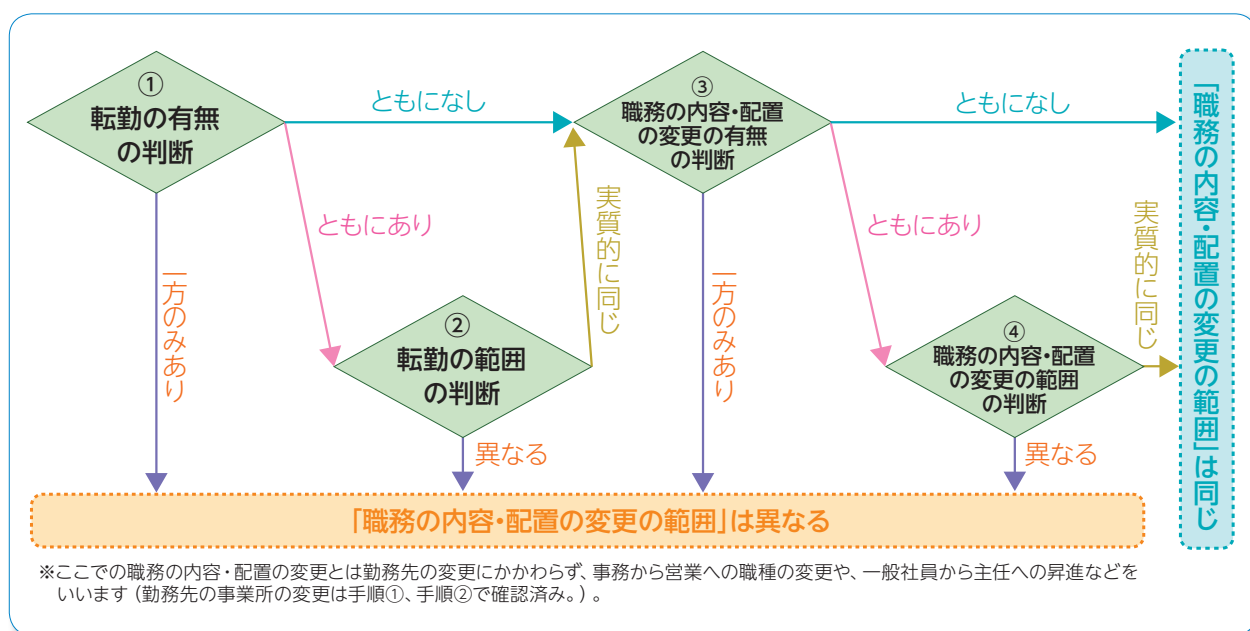 ①
転勤の有無
の判断
ともになし
③
職務の内容・配置
の変更の有無
の判断
ともになし
ともにあり
実質的に同じ
ともにあり
実質的に同じ
「職務の内容・配置の変更の範囲」は同じ
一方のみあり
②
転勤の範囲
の判断
一方のみあり
④
職務の内容・配置
の変更の範囲
の判断
異なる
異なる
「職務の内容・配置の変更の範囲」は異なる
※ここでの職務の内容・配置の変更とは勤務先の変更にかかわらず、事務から営業への職種の変更や、一般社員から主任への昇進などを
いいます（勤務先の事業所の変更は手順①、手順②で確認済み。）。